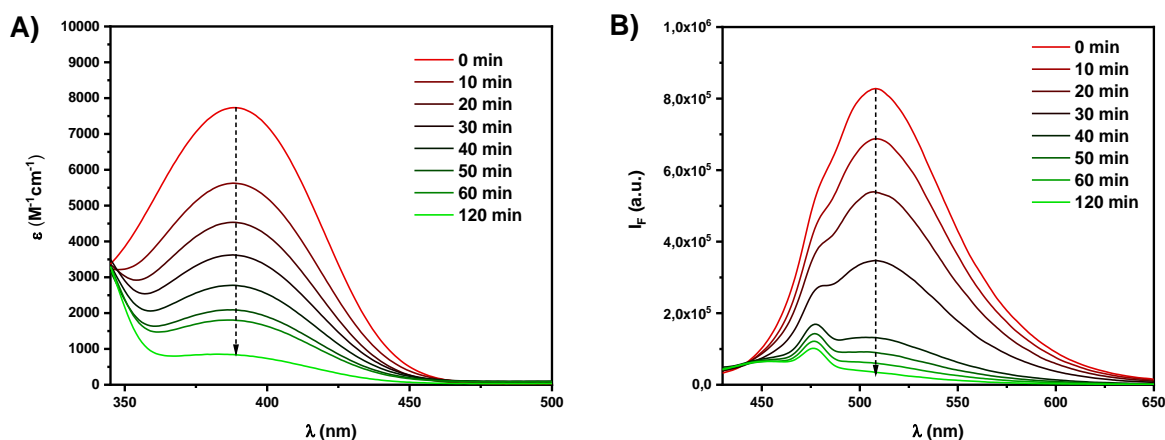 A)
10000
9000
8000
7000
6000
5000
4000
3000
2000
1000
0
ε (M⁻¹cm⁻¹)
350
400
450
500
λ (nm)
0 min
10 min
20 min
30 min
40 min
50 min
60 min
120 min
B)
1,0x10⁶
8,0x10⁵
6,0x10⁵
4,0x10⁵
2,0x10⁵
0,0
I_F (a.u.)
450
500
550
600
650
λ (nm)
0 min
10 min
20 min
30 min
40 min
50 min
60 min
120 min